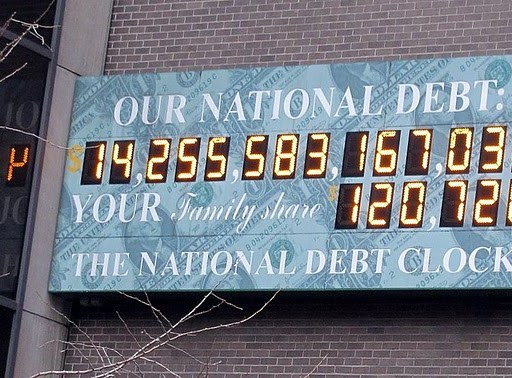 OUR NATIONAL DEBT:
$14,255,583,167,03
YOUR Family share $120,72
THE NATIONAL DEBT CLOCK